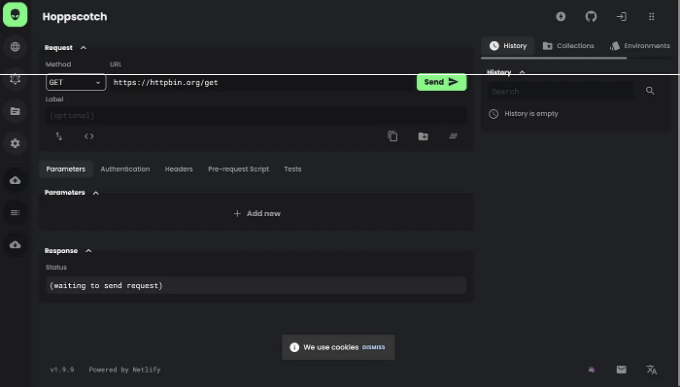 Hoppscotch
Request
Method URL
GET https://httpbin.org/get Send
Label
(optional)
Parameters Authentication Headers Pre-request Script Tests
Parameters
Add new
Response
Status
(waiting to send request)
History Collections Environments
History
Search
History is empty
We use cookies DISMISS
v1.9.9 Powered by Netlify